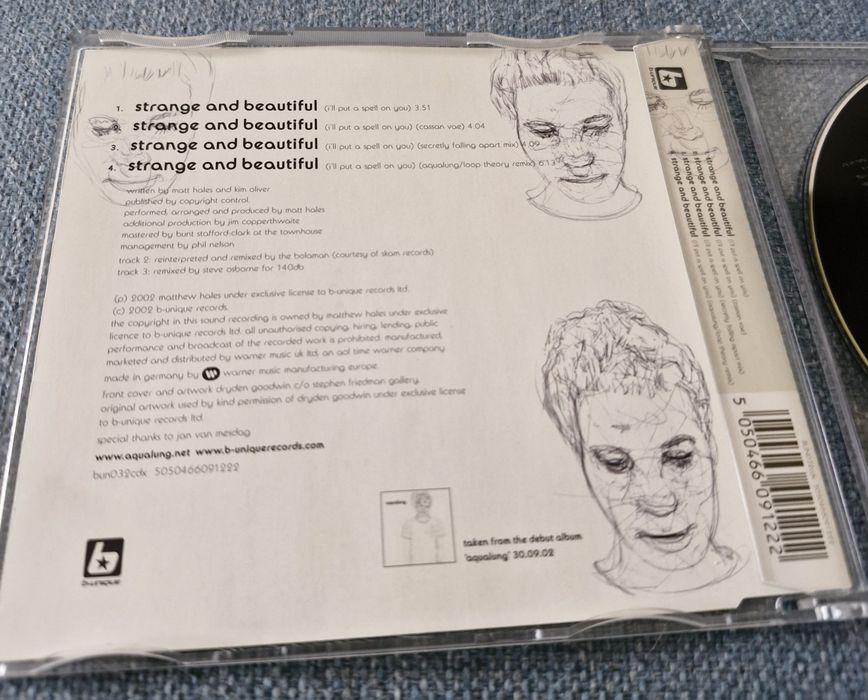 1. strange and beautiful (i'll put a spell on you) 3.51
2. strange and beautiful (i'll put a spell on you) (cassan vae) 4.04
3. strange and beautiful (i'll put a spell on you) (secretly falling apart mix) 4.09
4. strange and beautiful (i'll put a spell on you) (aqualung/loop theory remix) 6.13
written by matt hales and kim oliver
published by copyright control.
performed, arranged and produced by matt hales
additional production by jim copperthwaite
mastered by bunt stafford-clark at the townhouse
management by phil nelson
track 2: reinterpreted and remixed by the bolaman (courtesy of skam records)
track 3: remixed by steve osborne for 140db
(p) 2002 matthew hales under exclusive license to b-unique records ltd.
(c) 2002 b-unique records.
the copyright in this sound recording is owned by matthew hales under exclusive
licence to b-unique records ltd. all unauthorised copying, hiring, lending, public
performance and broadcast of the recorded work is prohibited. manufactured,
marketed and distributed by warner music uk ltd, an aol time warner company
made in germany by warner music manufacturing europe.
front cover and artwork dryden goodwin c/o stephen friedman gallery.
original artwork used by kind permission of dryden goodwin under exclusive license
to b-unique records ltd.
special thanks to jan van mesdag
www.aqualung.net www.b-uniquerecords.com
bun032cdx 5050466091222
b-unique
aqualung
taken from the debut album
'aqualung' 30.09.02
b-unique
strange and beautiful
strange and beautiful
strange and beautiful
strange and beautiful
5 050466 091222